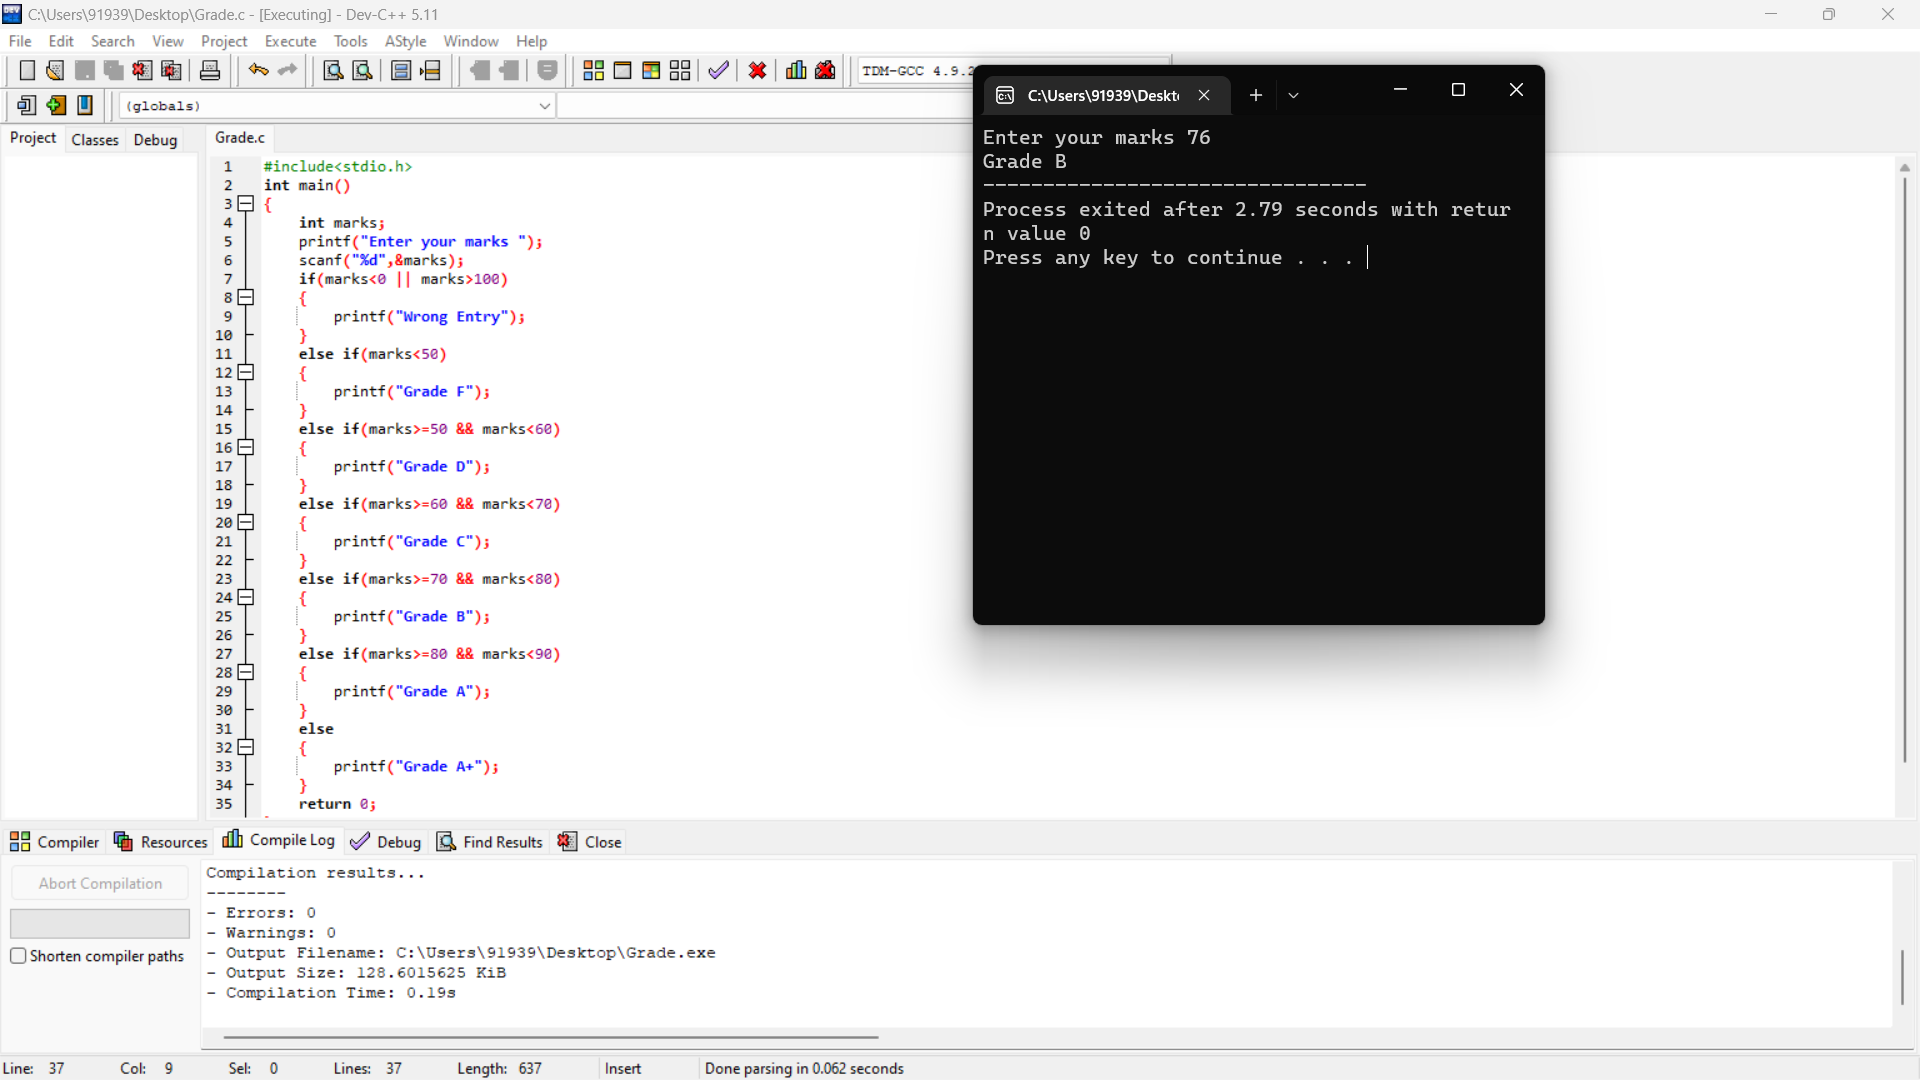 C:\Users\91939\Desktop\Grade.c - [Executing] - Dev-C++ 5.11
File Edit Search View Project Execute Tools AStyle Window Help
TDM-GCC 4.9.2
(globals)
Project Classes Debug
Grade.c
1 #include<stdio.h>
2 int main()
3 {
4 int marks;
5 printf("Enter your marks ");
6 scanf("%d",&marks);
7 if(marks<0 || marks>100)
8 {
9 printf("Wrong Entry");
10 }
11 else if(marks<50)
12 {
13 printf("Grade F");
14 }
15 else if(marks>=50 && marks<60)
16 {
17 printf("Grade D");
18 }
19 else if(marks>=60 && marks<70)
20 {
21 printf("Grade C");
22 }
23 else if(marks>=70 && marks<80)
24 {
25 printf("Grade B");
26 }
27 else if(marks>=80 && marks<90)
28 {
29 printf("Grade A");
30 }
31 else
32 {
33 printf("Grade A+");
34 }
35 return 0;
C:\Users\91939\Deskt
Enter your marks 76
Grade B
--------------------------------
Process exited after 2.79 seconds with retur
n value 0
Press any key to continue . . .
Compiler Resources Compile Log Debug Find Results Close
Abort Compilation
Shorten compiler paths
Compilation results...
--------
- Errors: 0
- Warnings: 0
- Output Filename: C:\Users\91939\Desktop\Grade.exe
- Output Size: 128.6015625 KiB
- Compilation Time: 0.19s
Line: 37 Col: 9 Sel: 0 Lines: 37 Length: 637 Insert Done parsing in 0.062 seconds